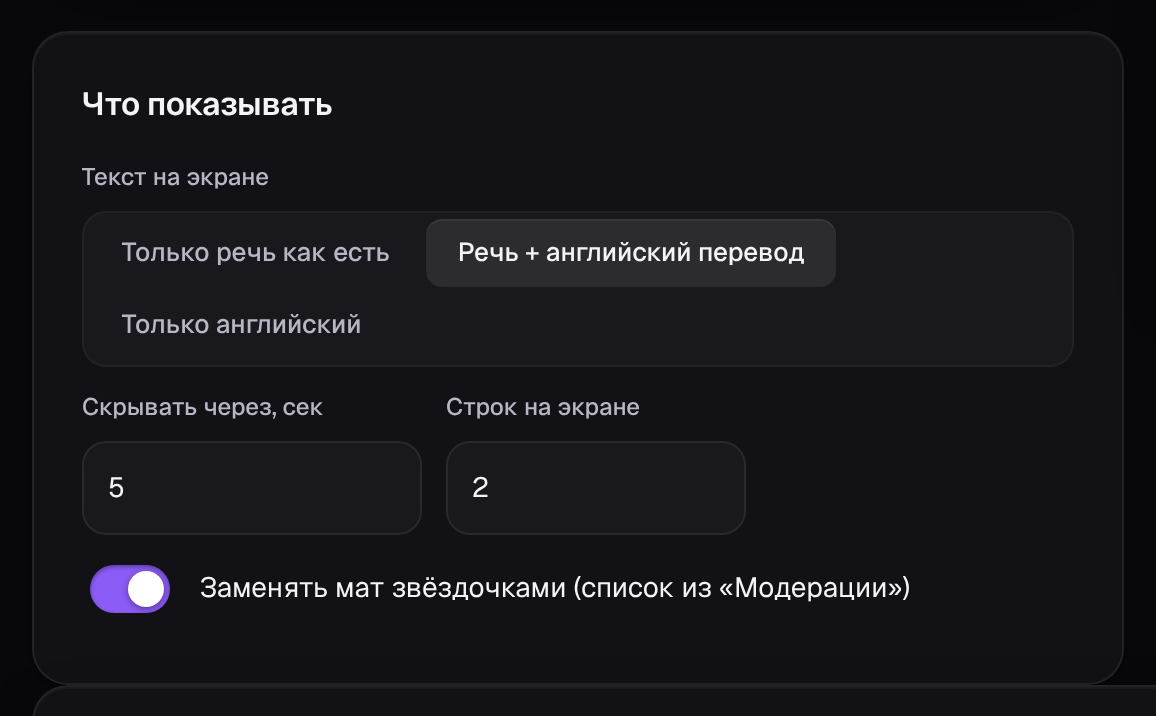 Что показывать
Текст на экране
Только речь как есть
Речь + английский перевод
Только английский
Скрывать через, сек
Строк на экране
5
2
Заменять мат звёздочками (список из «Модерации»)